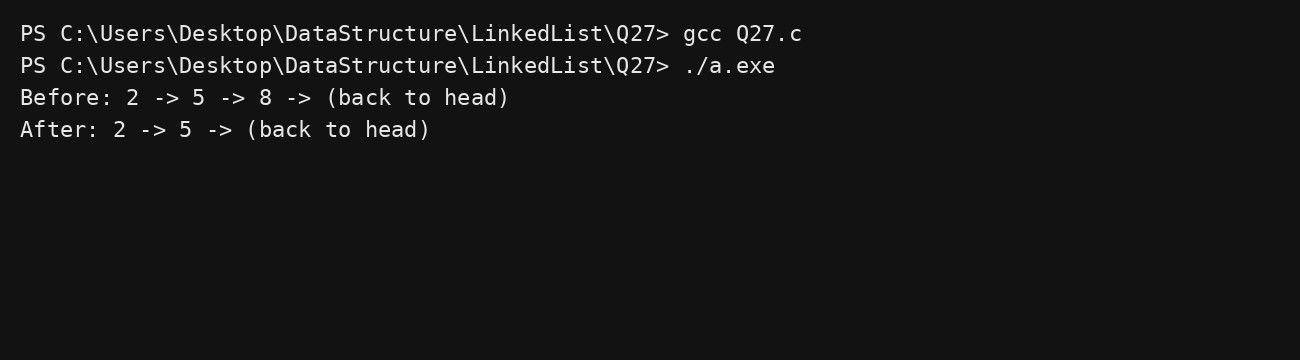 PS C:\Users\Desktop\DataStructure\LinkedList\Q27> gcc Q27.c
PS C:\Users\Desktop\DataStructure\LinkedList\Q27> ./a.exe
Before: 2 -> 5 -> 8 -> (back to head)
After: 2 -> 5 -> (back to head)